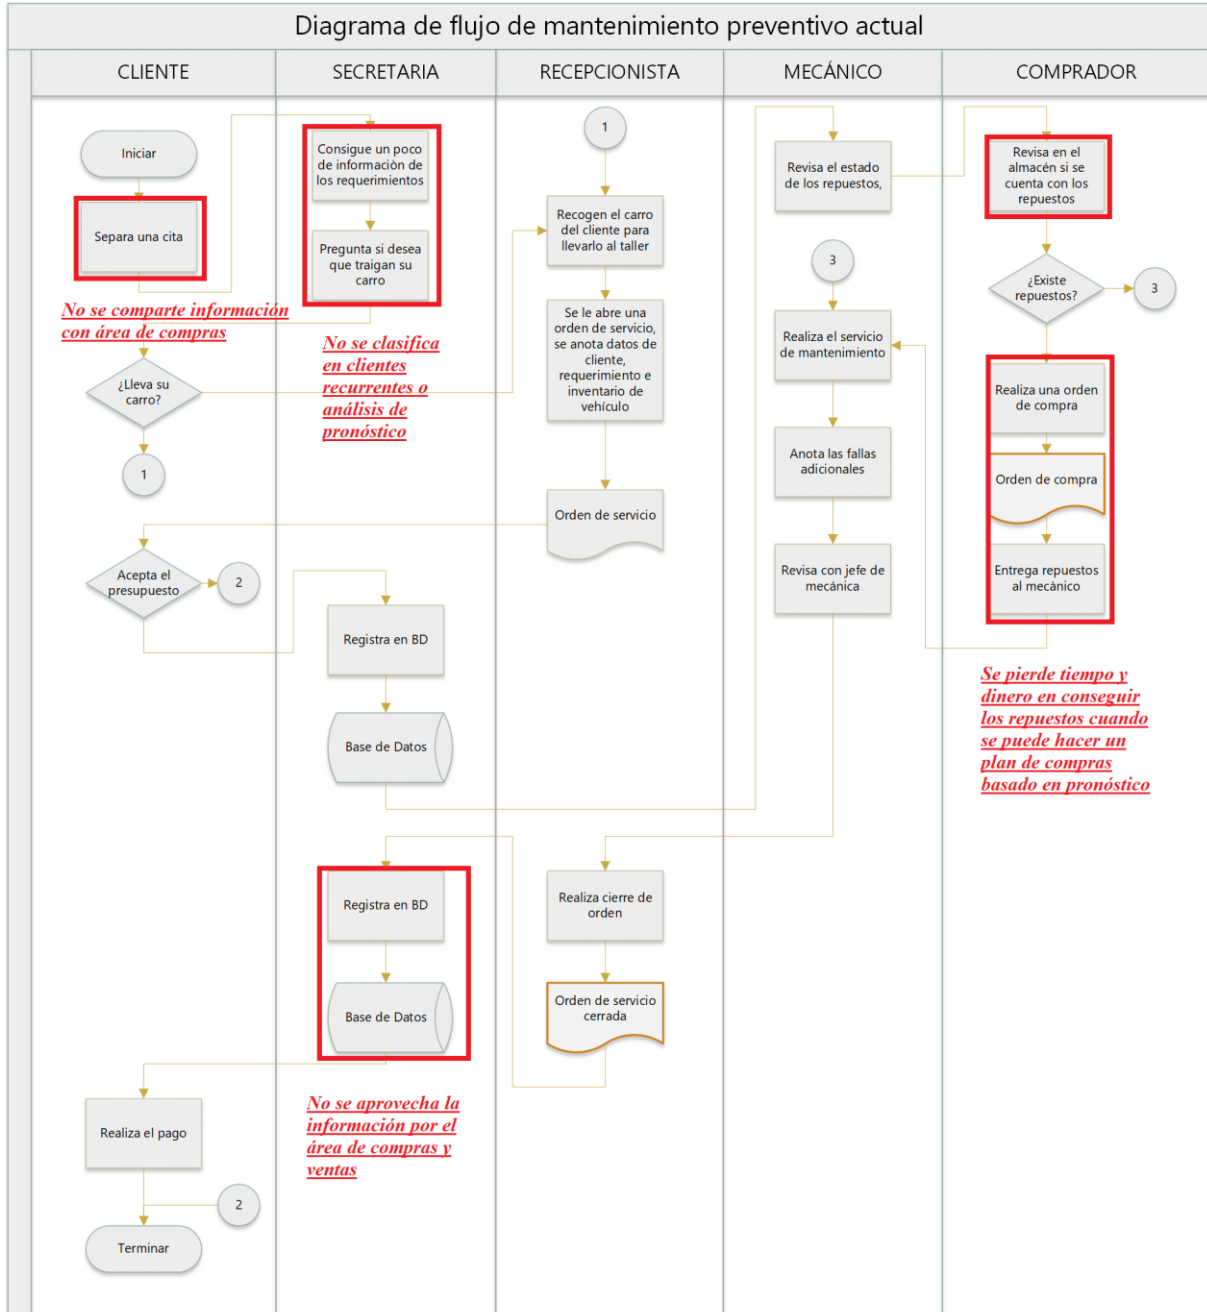 Diagrama de flujo de mantenimiento preventivo actual
CLIENTE
SECRETARIA
RECEPCIONISTA
MECÁNICO
COMPRADOR
Iniciar
Separa una cita
No se comparte información
con área de compras
¿Lleva su
carro?
1
Acepta el
presupuesto
2
Realiza el pago
2
Terminar
Consigue un poco
de informaciòn de
los requerimientos
Pregunta si desea
que traigan su
carro
No se clasifica
en clientes
recurrentes o
análisis de
pronóstico
Registra en BD
Base de Datos
Registra en BD
Base de Datos
No se aprovecha la
información por el
área de compras y
ventas
1
Recogen el carro
del cliente para
llevarlo al taller
Se le abre una
orden de servicio,
se anota datos de
cliente,
requerimiento e
inventario de
vehículo
Orden de servicio
Realiza cierre de
orden
Orden de servicio
cerrada
Revisa el estado
de los repuestos,
3
Realiza el servicio
de mantenimiento
Anota las fallas
adicionales
Revisa con jefe de
mecánica
Revisa en el
almacén si se
cuenta con los
repuestos
¿Existe
repuestos?
3
Realiza una orden
de compra
Orden de compra
Entrega repuestos
al mecànico
Se pierde tiempo y
dinero en conseguir
los repuestos cuando
se puede hacer un
plan de compras
basado en pronóstico